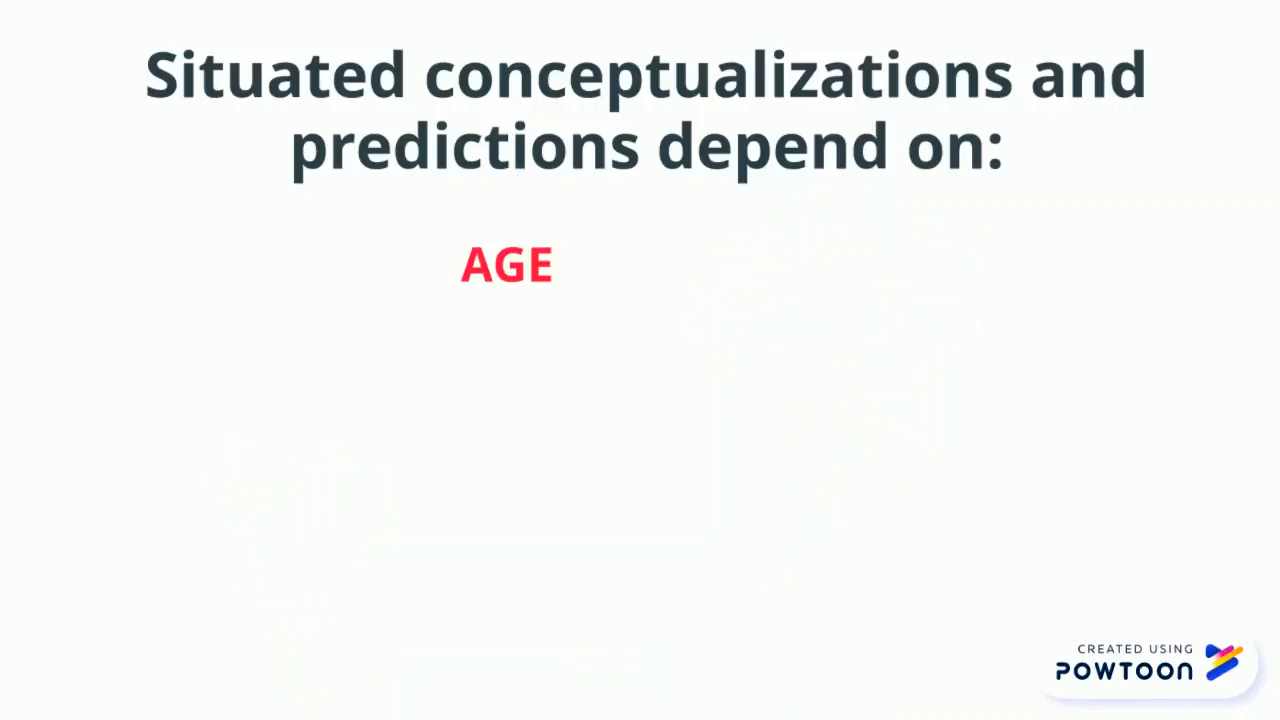 Situated conceptualizations and
predictions depend on:
AGE
CREATED USING
POWTOON